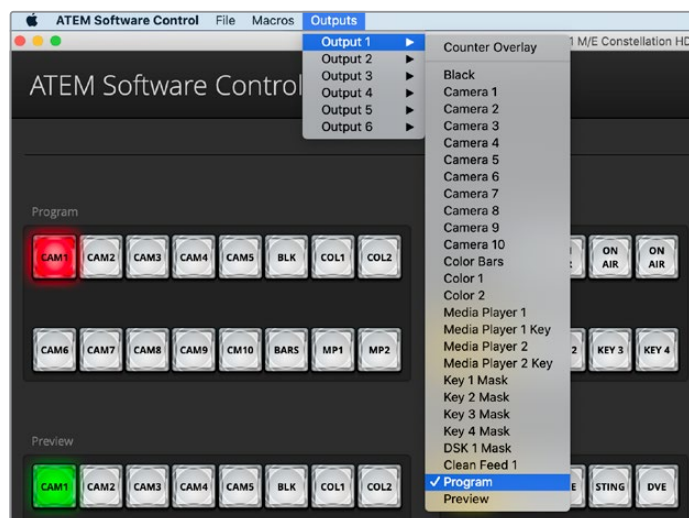 ATEM Software Control File Macros Outputs
1 M/E Constellation HD
ATEM Software Control
Output 1
Output 2
Output 3
Output 4
Output 5
Output 6
Counter Overlay
Black
Camera 1
Camera 2
Camera 3
Camera 4
Camera 5
Camera 6
Camera 7
Camera 8
Camera 9
Camera 10
Color Bars
Color 1
Color 2
Media Player 1
Media Player 1 Key
Media Player 2
Media Player 2 Key
Key 1 Mask
Key 2 Mask
Key 3 Mask
Key 4 Mask
DSK 1 Mask
Clean Feed 1
✓ Program
Preview
Program
CAM1 CAM2 CAM3 CAM4 CAM5 BLK COL1 COL2
ON AIR ON AIR
CAM6 CAM7 CAM8 CAM9 CM10 BARS MP1 MP2
2 KEY 3 KEY 4
Preview
CAM1 CAM2 CAM3 CAM4 CAM5 BLK COL1 COL2
E STING DVE